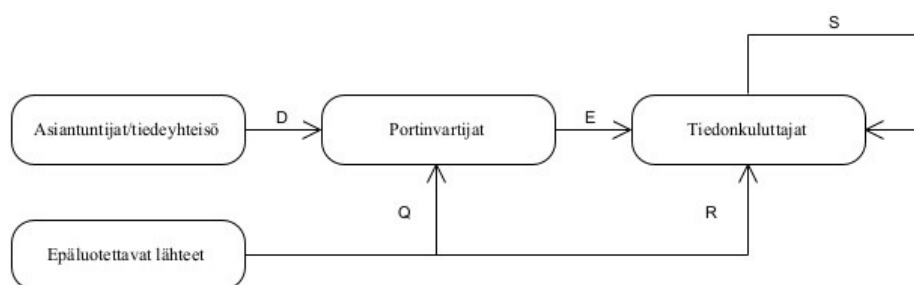 S
Asiantuntijat/tiedeyhteisö
D
Portinvartijat
E
Tiedonkuluttajat
Q
R
Epäluotettavat lähteet